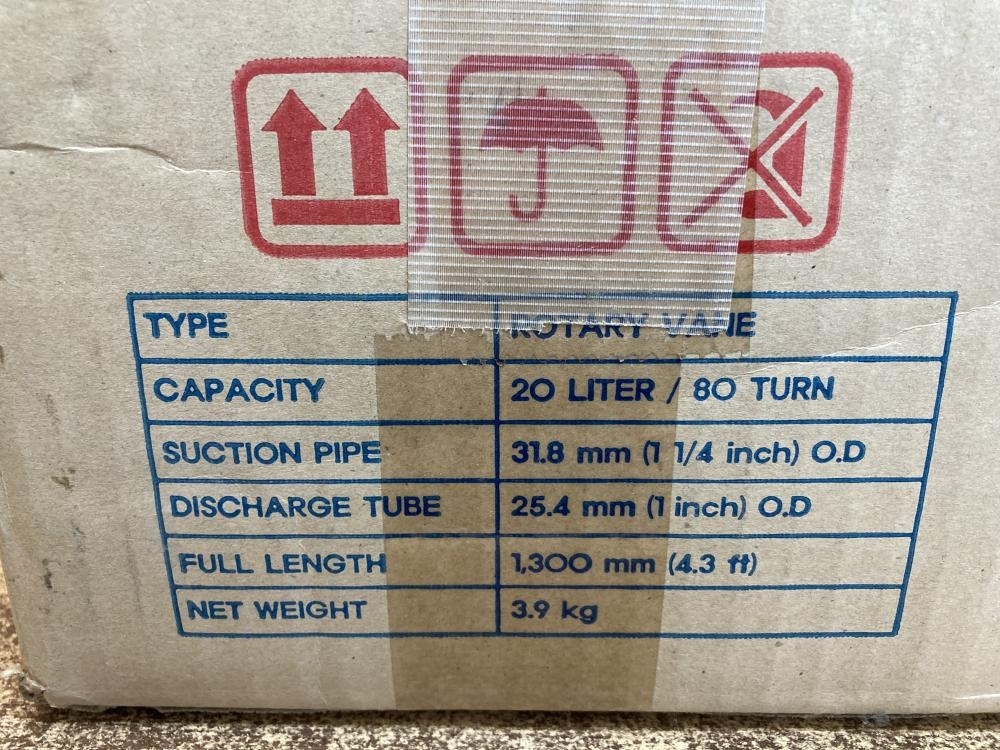 TYPE ROTARY VANE
CAPACITY 20 LITER / 80 TURN
SUCTION PIPE 31.8 mm (1 1/4 inch) O.D
DISCHARGE TUBE 25.4 mm (1 inch) O.D
FULL LENGTH 1,300 mm (4.3 ft)
NET WEIGHT 3.9 kg